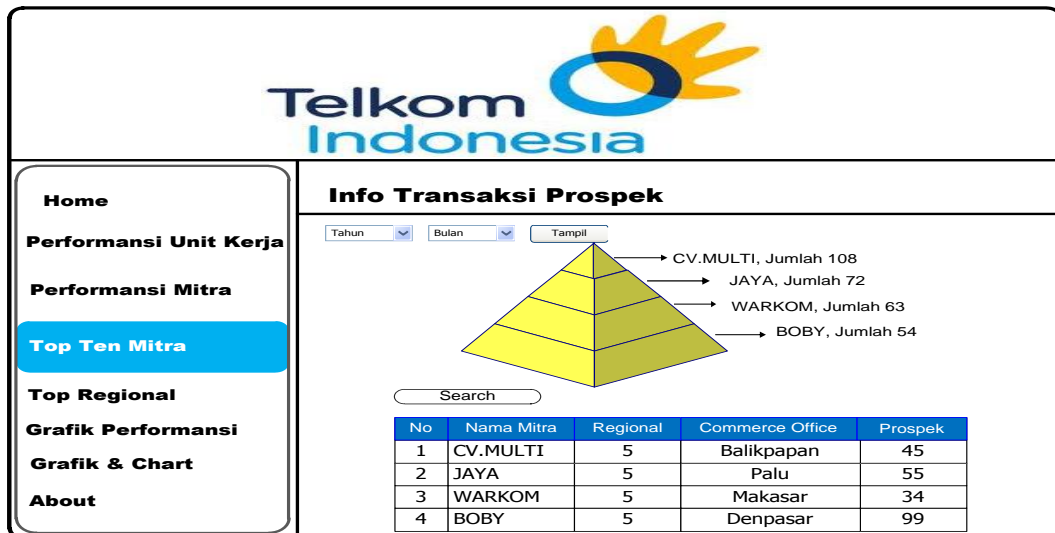 Telkom
Indonesia
Home
Performansi Unit Kerja
Performansi Mitra
Top Ten Mitra
Top Regional
Grafik Performansi
Grafik & Chart
About
Info Transaksi Prospek
Tahun Bulan Tampil
CV.MULTI, Jumlah 108
JAYA, Jumlah 72
WARKOM, Jumlah 63
BOBY, Jumlah 54
Search
No Nama Mitra Regional Commerce Office Prospek
1 CV.MULTI 5 Balikpapan 45
2 JAYA 5 Palu 55
3 WARKOM 5 Makasar 34
4 BOBY 5 Denpasar 99